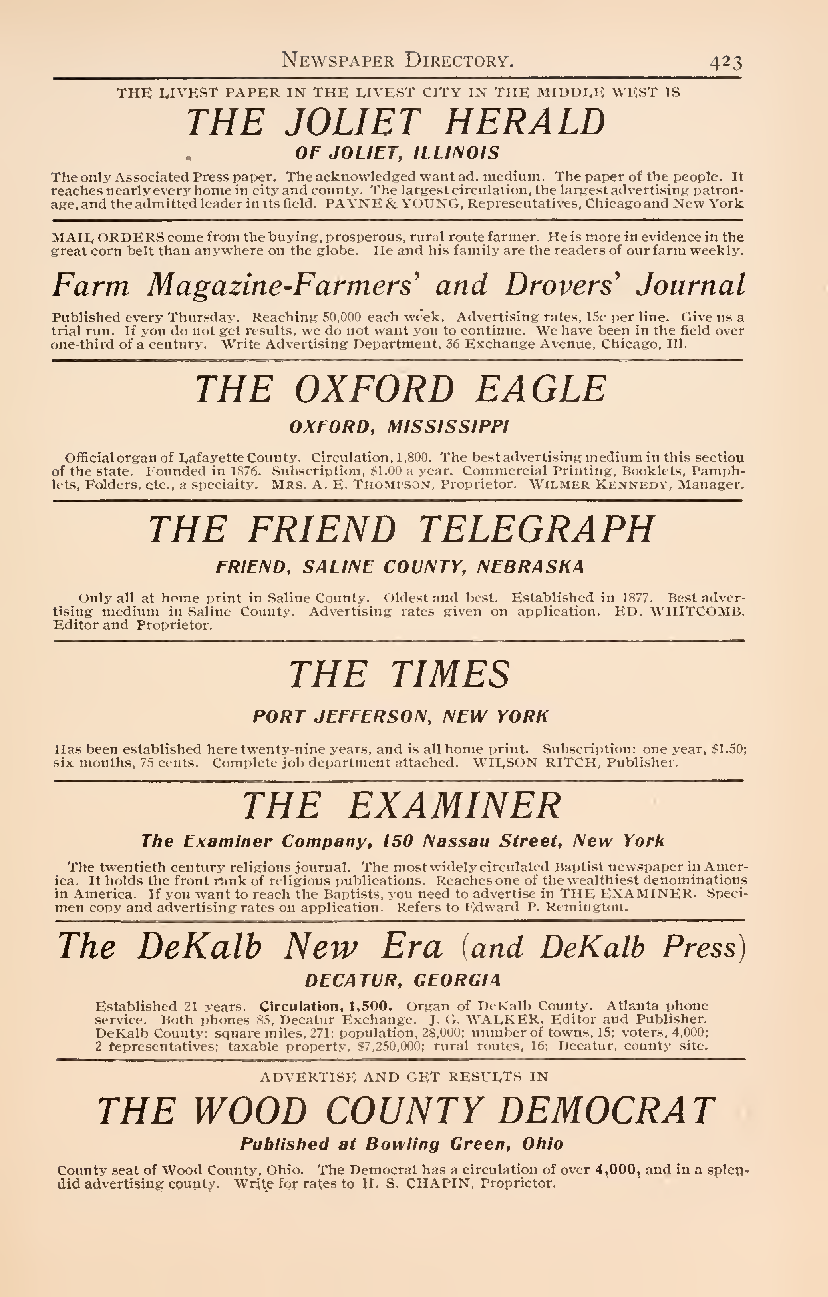 NEWSPAPER DIRECTORY. 423
THE LIVEST PAPER IN THE LIVEST CITY IN THE MIDDLE WEST IS
THE JOLIET HERALD
OF JOLIET, ILLINOIS
The only Associated Press paper. The acknowledged want ad. medium. The paper of the people. It
reaches nearly every home in city and county. The largest circulation, the largest advertising patron-
age, and the admitted leader in its field. PAYNE & YOUNG, Representatives, Chicago and New York
MAIL ORDERS come from the buying, prosperous, rural route farmer. He is more in evidence in the
great corn belt than anywhere on the globe. He and his family are the readers of our farm weekly.
Farm Magazine-Farmers' and Drovers' Journal
Published every Thursday. Reaching 50,000 each week. Advertising rates, 15c per line. Give us a
trial run. If you do not get results, we do not want you to continue. We have been in the field over
one-third of a century. Write Advertising Department, 36 Exchange Avenue, Chicago, Ill.
THE OXFORD EAGLE
OXFORD, MISSISSIPPI
Official organ of Lafayette County. Circulation, 1,800. The best advertising medium in this section
of the state. Founded in 1876. Subscription, $1.00 a year. Commercial Printing, Booklets, Pamph-
lets, Folders, etc., a specialty. MRS. A. E. THOMPSON, Proprietor. WILMER KENNEDY, Manager.
THE FRIEND TELEGRAPH
FRIEND, SALINE COUNTY, NEBRASKA
Only all at home print in Saline County. Oldest and best. Established in 1877. Best adver-
tising medium in Saline County. Advertising rates given on application. ED. WHITCOMB,
Editor and Proprietor.
THE TIMES
PORT JEFFERSON, NEW YORK
Has been established here twenty-nine years, and is all home print. Subscription: one year, $1.50;
six months, 75 cents. Complete job department attached. WILSON RITCH, Publisher.
THE EXAMINER
The Examiner Company, 150 Nassau Street, New York
The twentieth century religious journal. The most widely circulated Baptist newspaper in Amer-
ica. It holds the front rank of religious publications. Reaches one of the wealthiest denominations
in America. If you want to reach the Baptists, you need to advertise in THE EXAMINER. Speci-
men copy and advertising rates on application. Refers to Edward P. Remington.
The DeKalb New Era (and DeKalb Press)
DECATUR, GEORGIA
Established 21 years. Circulation, 1,500. Organ of DeKalb County. Atlanta phone
service. Both phones 85, Decatur Exchange. J. G. WALKER, Editor and Publisher.
DeKalb County: square miles, 271; population, 28,000; number of towns, 15; voters, 4,000;
2 representatives; taxable property, $7,250,000; rural routes, 16; Decatur, county site.
ADVERTISE AND GET RESULTS IN
THE WOOD COUNTY DEMOCRAT
Published at Bowling Green, Ohio
County seat of Wood County, Ohio. The Democrat has a circulation of over 4,000, and in a splen-
did advertising county. Write for rates to H. S. CHAPIN, Proprietor.